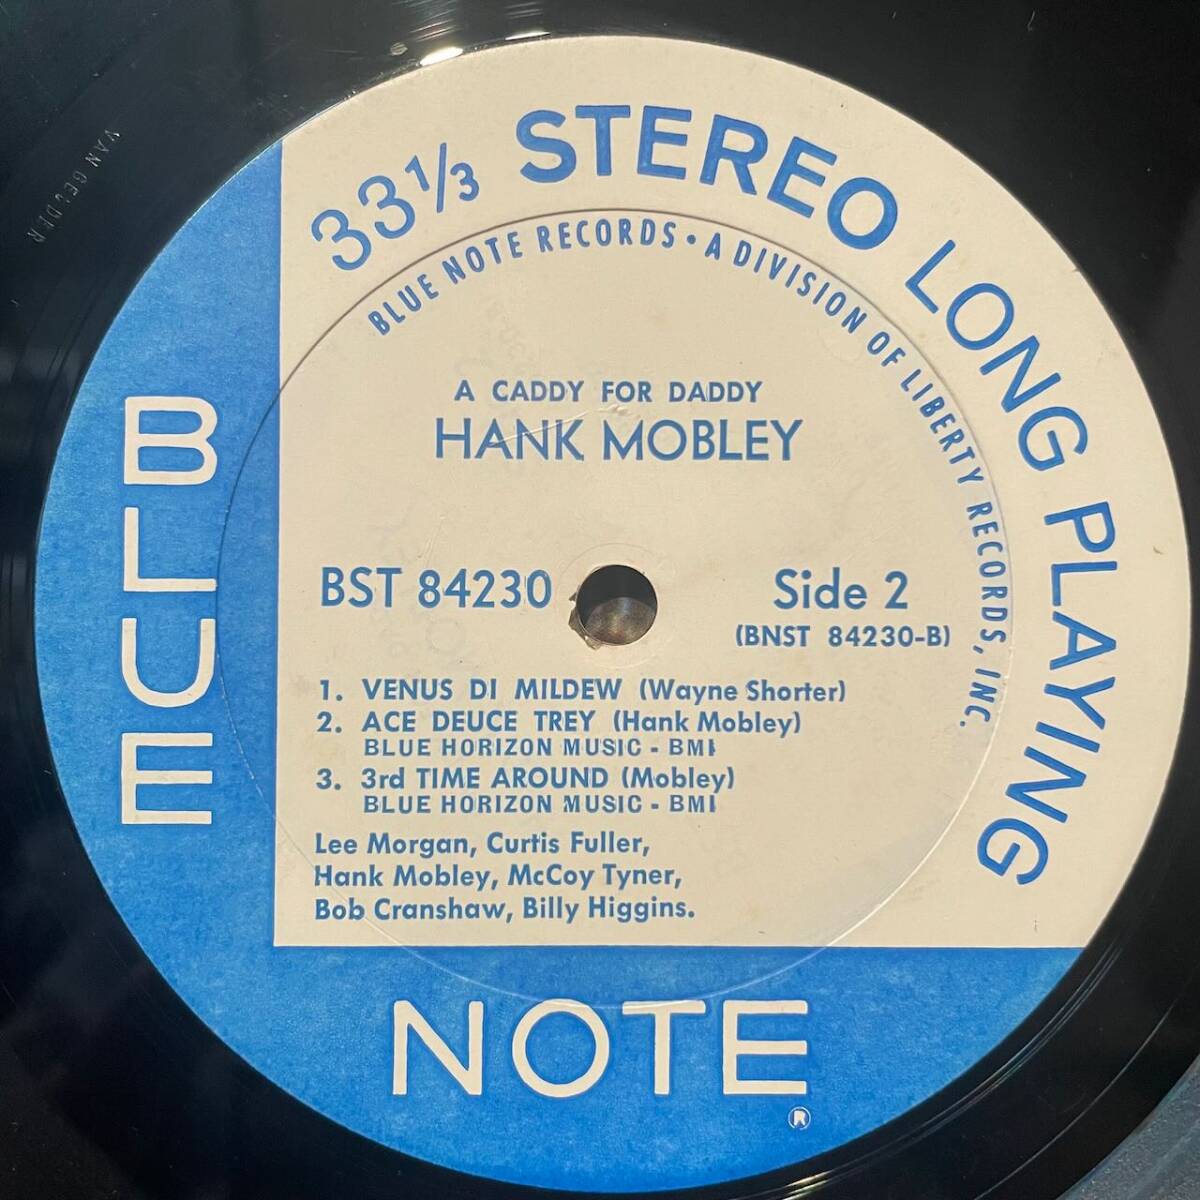 33⅓ STEREO LONG PLAYING
BLUE NOTE RECORDS • A DIVISION OF LIBERTY RECORDS, INC.
A CADDY FOR DADDY
HANK MOBLEY
BST 84230
Side 2
(BNST 84230-B)
1. VENUS DI MILDEW (Wayne Shorter)
2. ACE DEUCE TREY (Hank Mobley)
BLUE HORIZON MUSIC - BMI
3. 3rd TIME AROUND (Mobley)
BLUE HORIZON MUSIC - BMI
Lee Morgan, Curtis Fuller,
Hank Mobley, McCoy Tyner,
Bob Cranshaw, Billy Higgins.
BLUE
NOTE
®
VAN GELDER